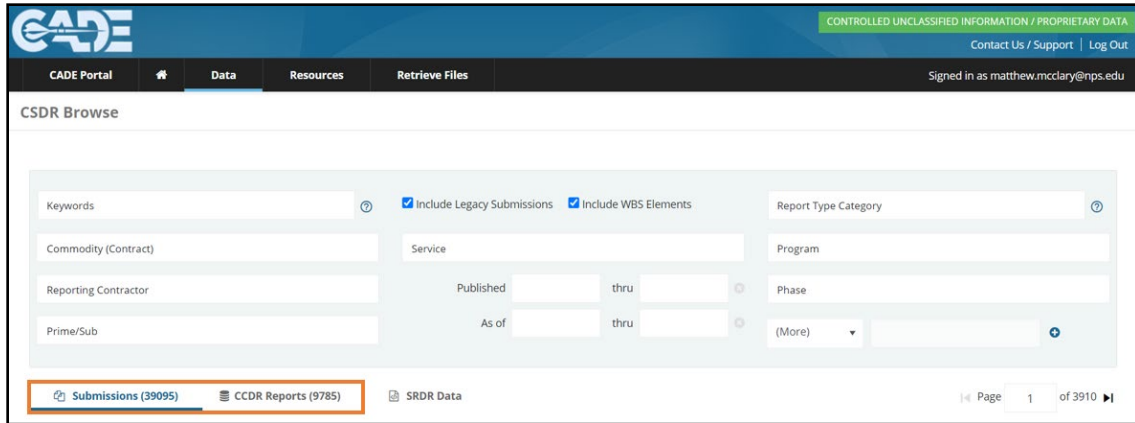 CADE
CONTROLLED UNCLASSIFIED INFORMATION / PROPRIETARY DATA
Contact Us / Support | Log Out
CADE Portal Data Resources Retrieve Files Signed in as matthew.mcclary@nps.edu
CSDR Browse
Keywords Include Legacy Submissions Include WBS Elements Report Type Category
Commodity (Contract) Service Program
Reporting Contractor Published thru Phase
Prime/Sub As of thru (More)
Submissions (39095) CCDR Reports (9785) SRDR Data Page 1 of 3910